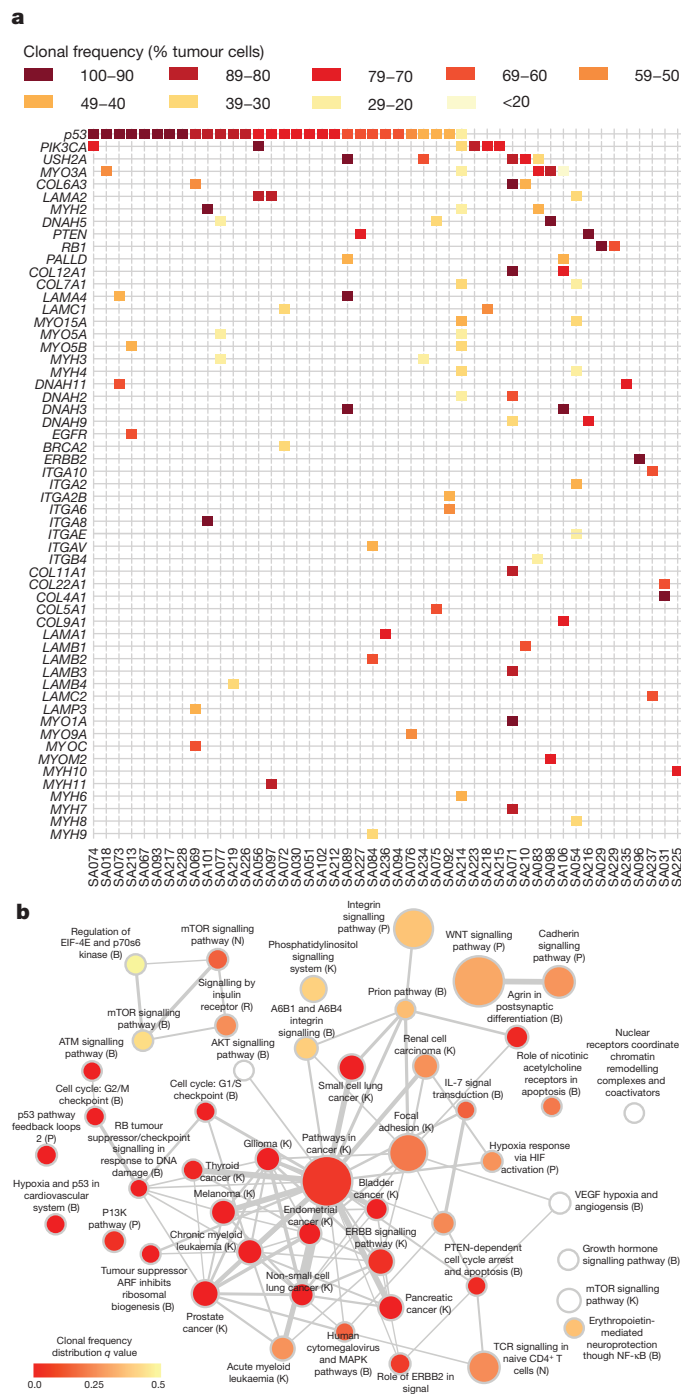 a
Clonal frequency (% tumour cells)
100–90
89–80
79–70
69–60
59–50
49–40
39–30
29–20
<20
p53
PIK3CA
USH2A
MYO3A
COL6A3
LAMA2
MYH2
DNAH5
PTEN
RB1
PALLD
COL12A1
COL7A1
LAMA4
LAMC1
MYO15A
MYO5A
MYO5B
MYH3
MYH4
DNAH11
DNAH2
DNAH3
DNAH9
EGFR
BRCA2
ERBB2
ITGA10
ITGA2
ITGA2B
ITGA6
ITGA8
ITGAE
ITGAV
ITGB4
COL11A1
COL22A1
COL4A1
COL5A1
COL9A1
LAMA1
LAMB1
LAMB2
LAMB3
LAMB4
LAMC2
LAMP3
MYO1A
MYO9A
MYOC
MYOM2
MYH10
MYH11
MYH6
MYH7
MYH8
MYH9
SA074
SA018
SA073
SA213
SA067
SA093
SA217
SA228
SA069
SA101
SA077
SA219
SA226
SA056
SA097
SA072
SA030
SA051
SA102
SA212
SA089
SA227
SA084
SA236
SA094
SA076
SA234
SA075
SA092
SA214
SA223
SA218
SA215
SA071
SA210
SA083
SA098
SA106
SA054
SA216
SA029
SA229
SA235
SA096
SA237
SA031
SA225
b
Regulation of
EIF-4E and p70s6
kinase (B)
mTOR signalling
pathway (N)
Integrin
signalling
pathway (P)
Phosphatidylinositol
signalling
system (K)
WNT signalling
pathway (P)
Cadherin
signalling
pathway (P)
Signalling by
insulin
receptor (R)
mTOR signalling
pathway (B)
A6B1 and A6B4
integrin
signalling (B)
Prion pathway (B)
Agrin in
postsynaptic
differentiation (B)
AKT signalling
pathway (B)
ATM signalling
pathway (B)
Renal cell
carcinoma (K)
Nuclear
receptors coordinate
chromatin
remodelling
complexes and
coactivators
Small cell lung
cancer (K)
Role of nicotinic
acetylcholine
receptors in
apoptosis (B)
Cell cycle: G2/M
checkpoint (B)
Cell cycle: G1/S
checkpoint (B)
IL-7 signal
transduction (B)
p53 pathway
feedback loops
2 (P)
RB tumour
suppressor/checkpoint
signalling in
response to DNA
damage (B)
Glioma (K)
Pathways in
cancer (K)
Focal
adhesion (K)
Thyroid
cancer (K)
Hypoxia response
via HIF
activation (P)
Hypoxia and p53 in
cardiovascular
system (B)
Melanoma (K)
Bladder
cancer (K)
VEGF hypoxia and
angiogenesis (B)
P13K
pathway (P)
Endometrial
cancer (K)
Chronic myeloid
leukaemia (K)
ERBB signalling
pathway (K)
PTEN-dependent
cell cycle arrest
and apoptosis (B)
Growth hormone
signalling pathway (B)
Tumour suppressor
ARF inhibits
ribosomal
biogenesis (B)
Non-small cell
lung cancer (K)
mTOR signalling
pathway (K)
Prostate
cancer (K)
Pancreatic
cancer (K)
Erythropoietin-
mediated
neuroprotection
though NF-κB (B)
Clonal frequency
distribution q value
0.0
0.5
Acute myeloid
leukaemia (K)
Human
cytomegalovirus
and MAPK
pathways (B)
Role of ERBB2 in
signal
TCR signalling in
naive CD4⁺ T
cells (N)